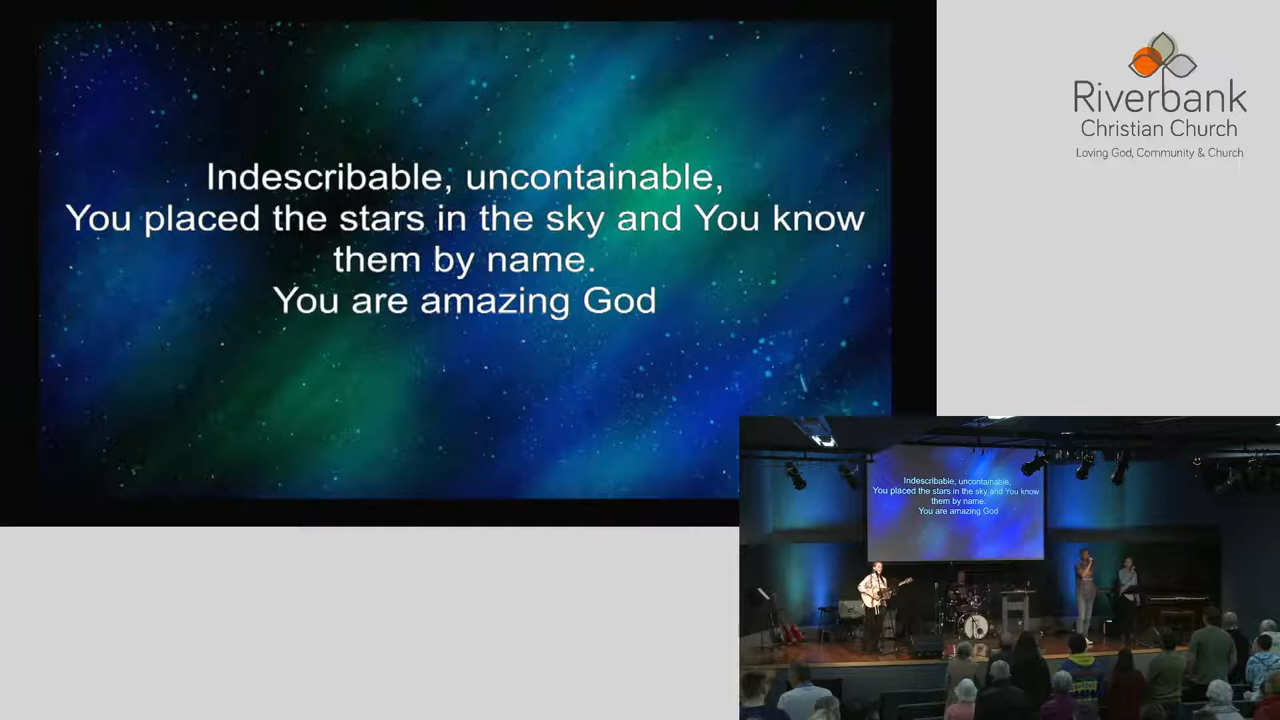 Indescribable, uncontainable,
You placed the stars in the sky and You know
them by name.
You are amazing God
Riverbank
Christian Church
Loving God, Community & Church
Indescribable, uncontainable,
You placed the stars in the sky and You know
them by name.
You are amazing God